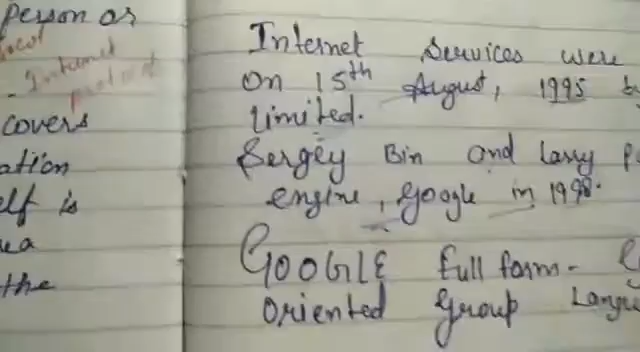 person or
Internet
covers
ation
elf is
the
Internet Services were
on 15th August, 1995
Limited.
Sergey Bin and Larry
engine, Google in 1998.
GOOGLE full form-
Oriented Group